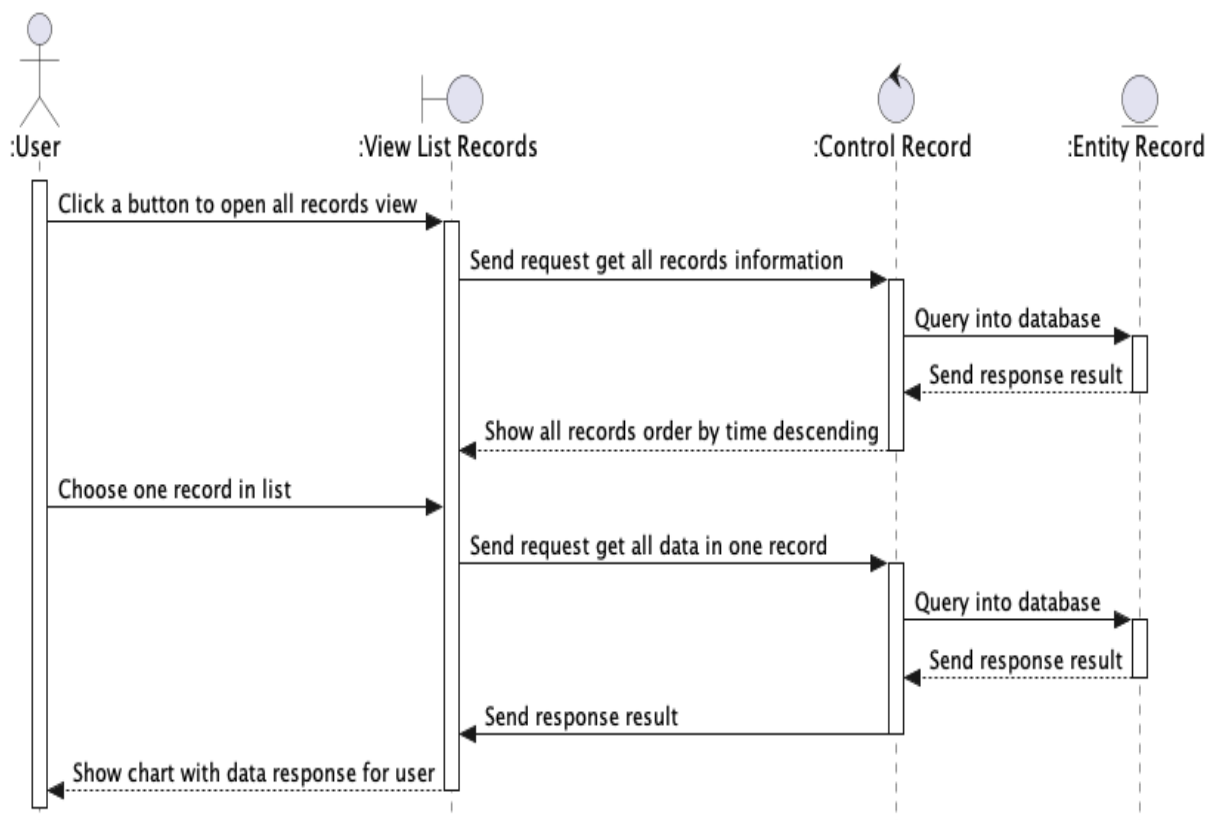 :User
:View List Records
:Control Record
:Entity Record
Click a button to open all records view
Send request get all records information
Query into database
Send response result
Show all records order by time descending
Choose one record in list
Send request get all data in one record
Query into database
Send response result
Send response result
Show chart with data response for user